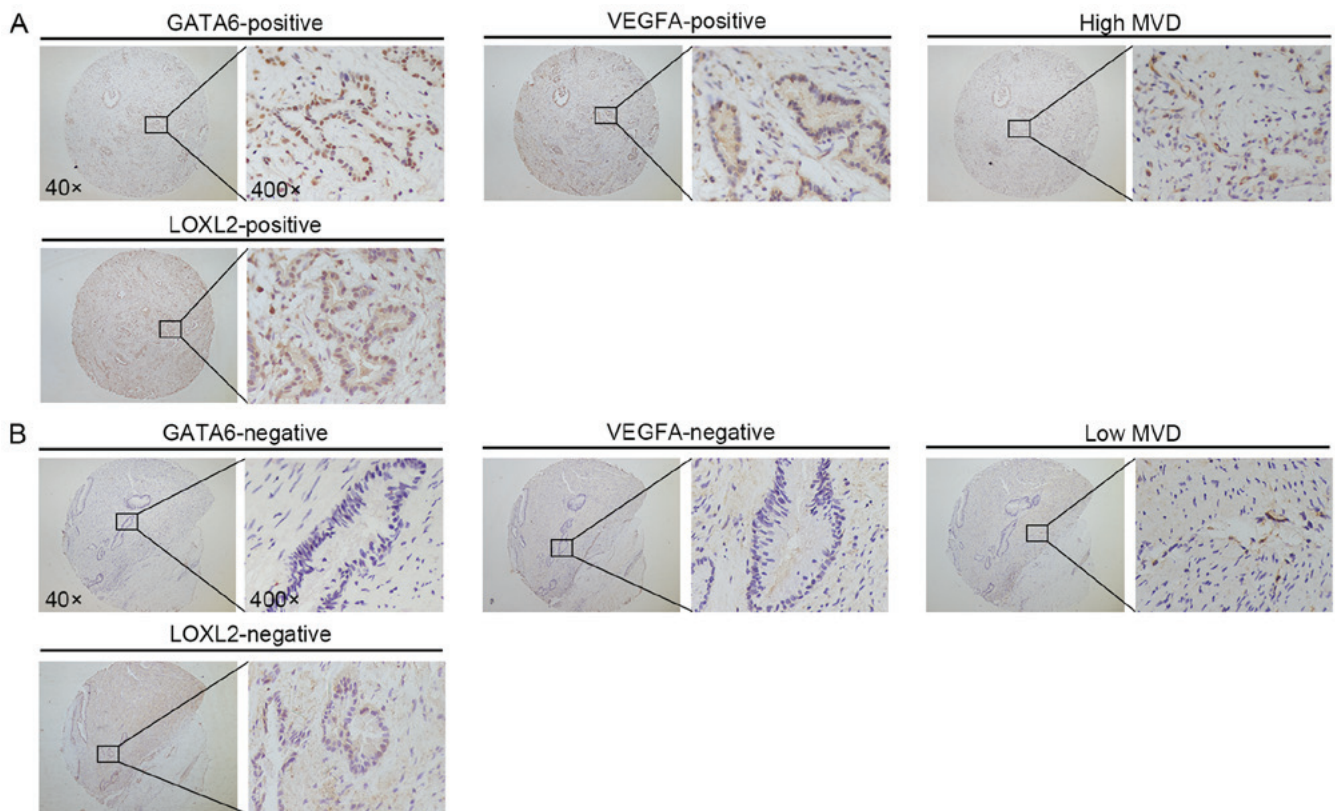 A
GATA6-positive
VEGFA-positive
High MVD
40×
400×
LOXL2-positive
B
GATA6-negative
VEGFA-negative
Low MVD
40×
400×
LOXL2-negative